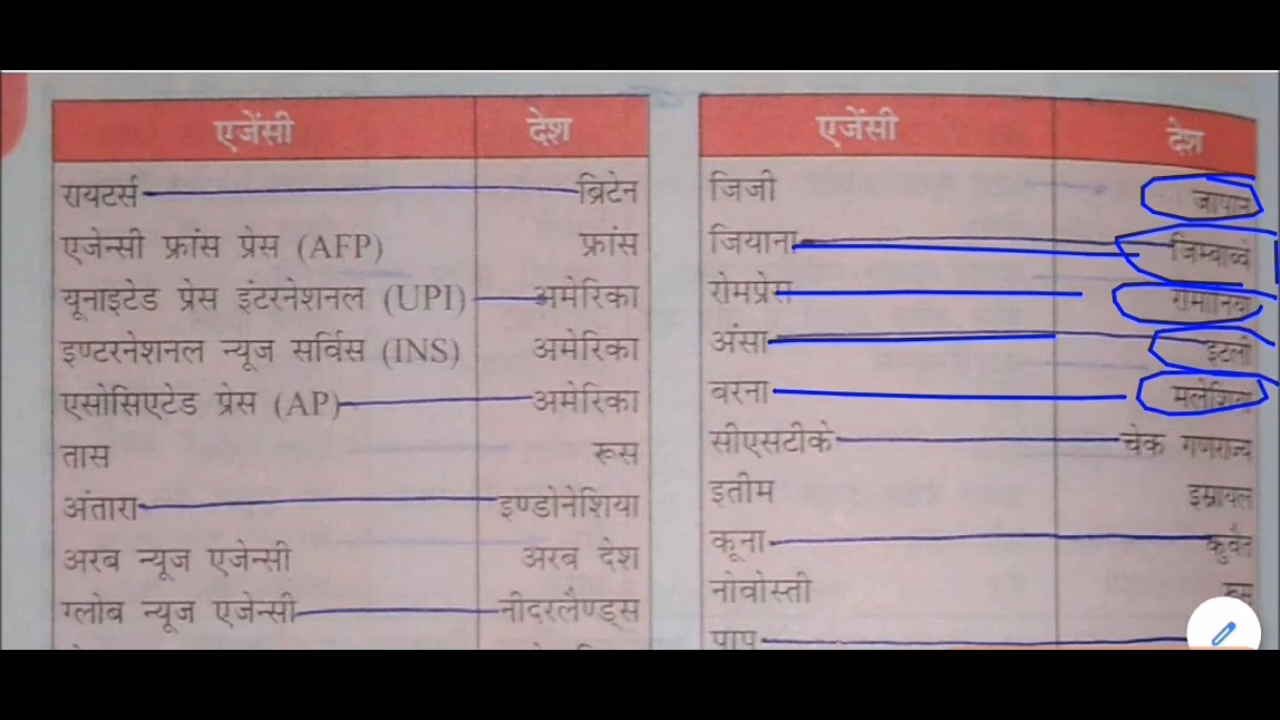 एजेंसी देश
रायटर्स ब्रिटेन
एजेन्सी फ्रांस प्रेस (AFP) फ्रांस
यूनाइटेड प्रेस इंटरनेशनल (UPI) अमेरिका
इण्टरनेशनल न्यूज सर्विस (INS) अमेरिका
एसोसिएटेड प्रेस (AP) अमेरिका
तास रूस
अंतारा इण्डोनेशिया
अरब न्यूज एजेन्सी अरब देश
ग्लोब न्यूज एजेन्सी नीदरलैण्ड्स
एजेंसी देश
जिजी जापान
जियाना जिम्बाब्वे
रोमप्रेस रोमानिया
अंसा इटली
बरना मलेशिया
सीएसटीके चेक गणराज्य
इतीम इस्रायल
कूना कुवैत
नोवोस्ती रूस
पाप